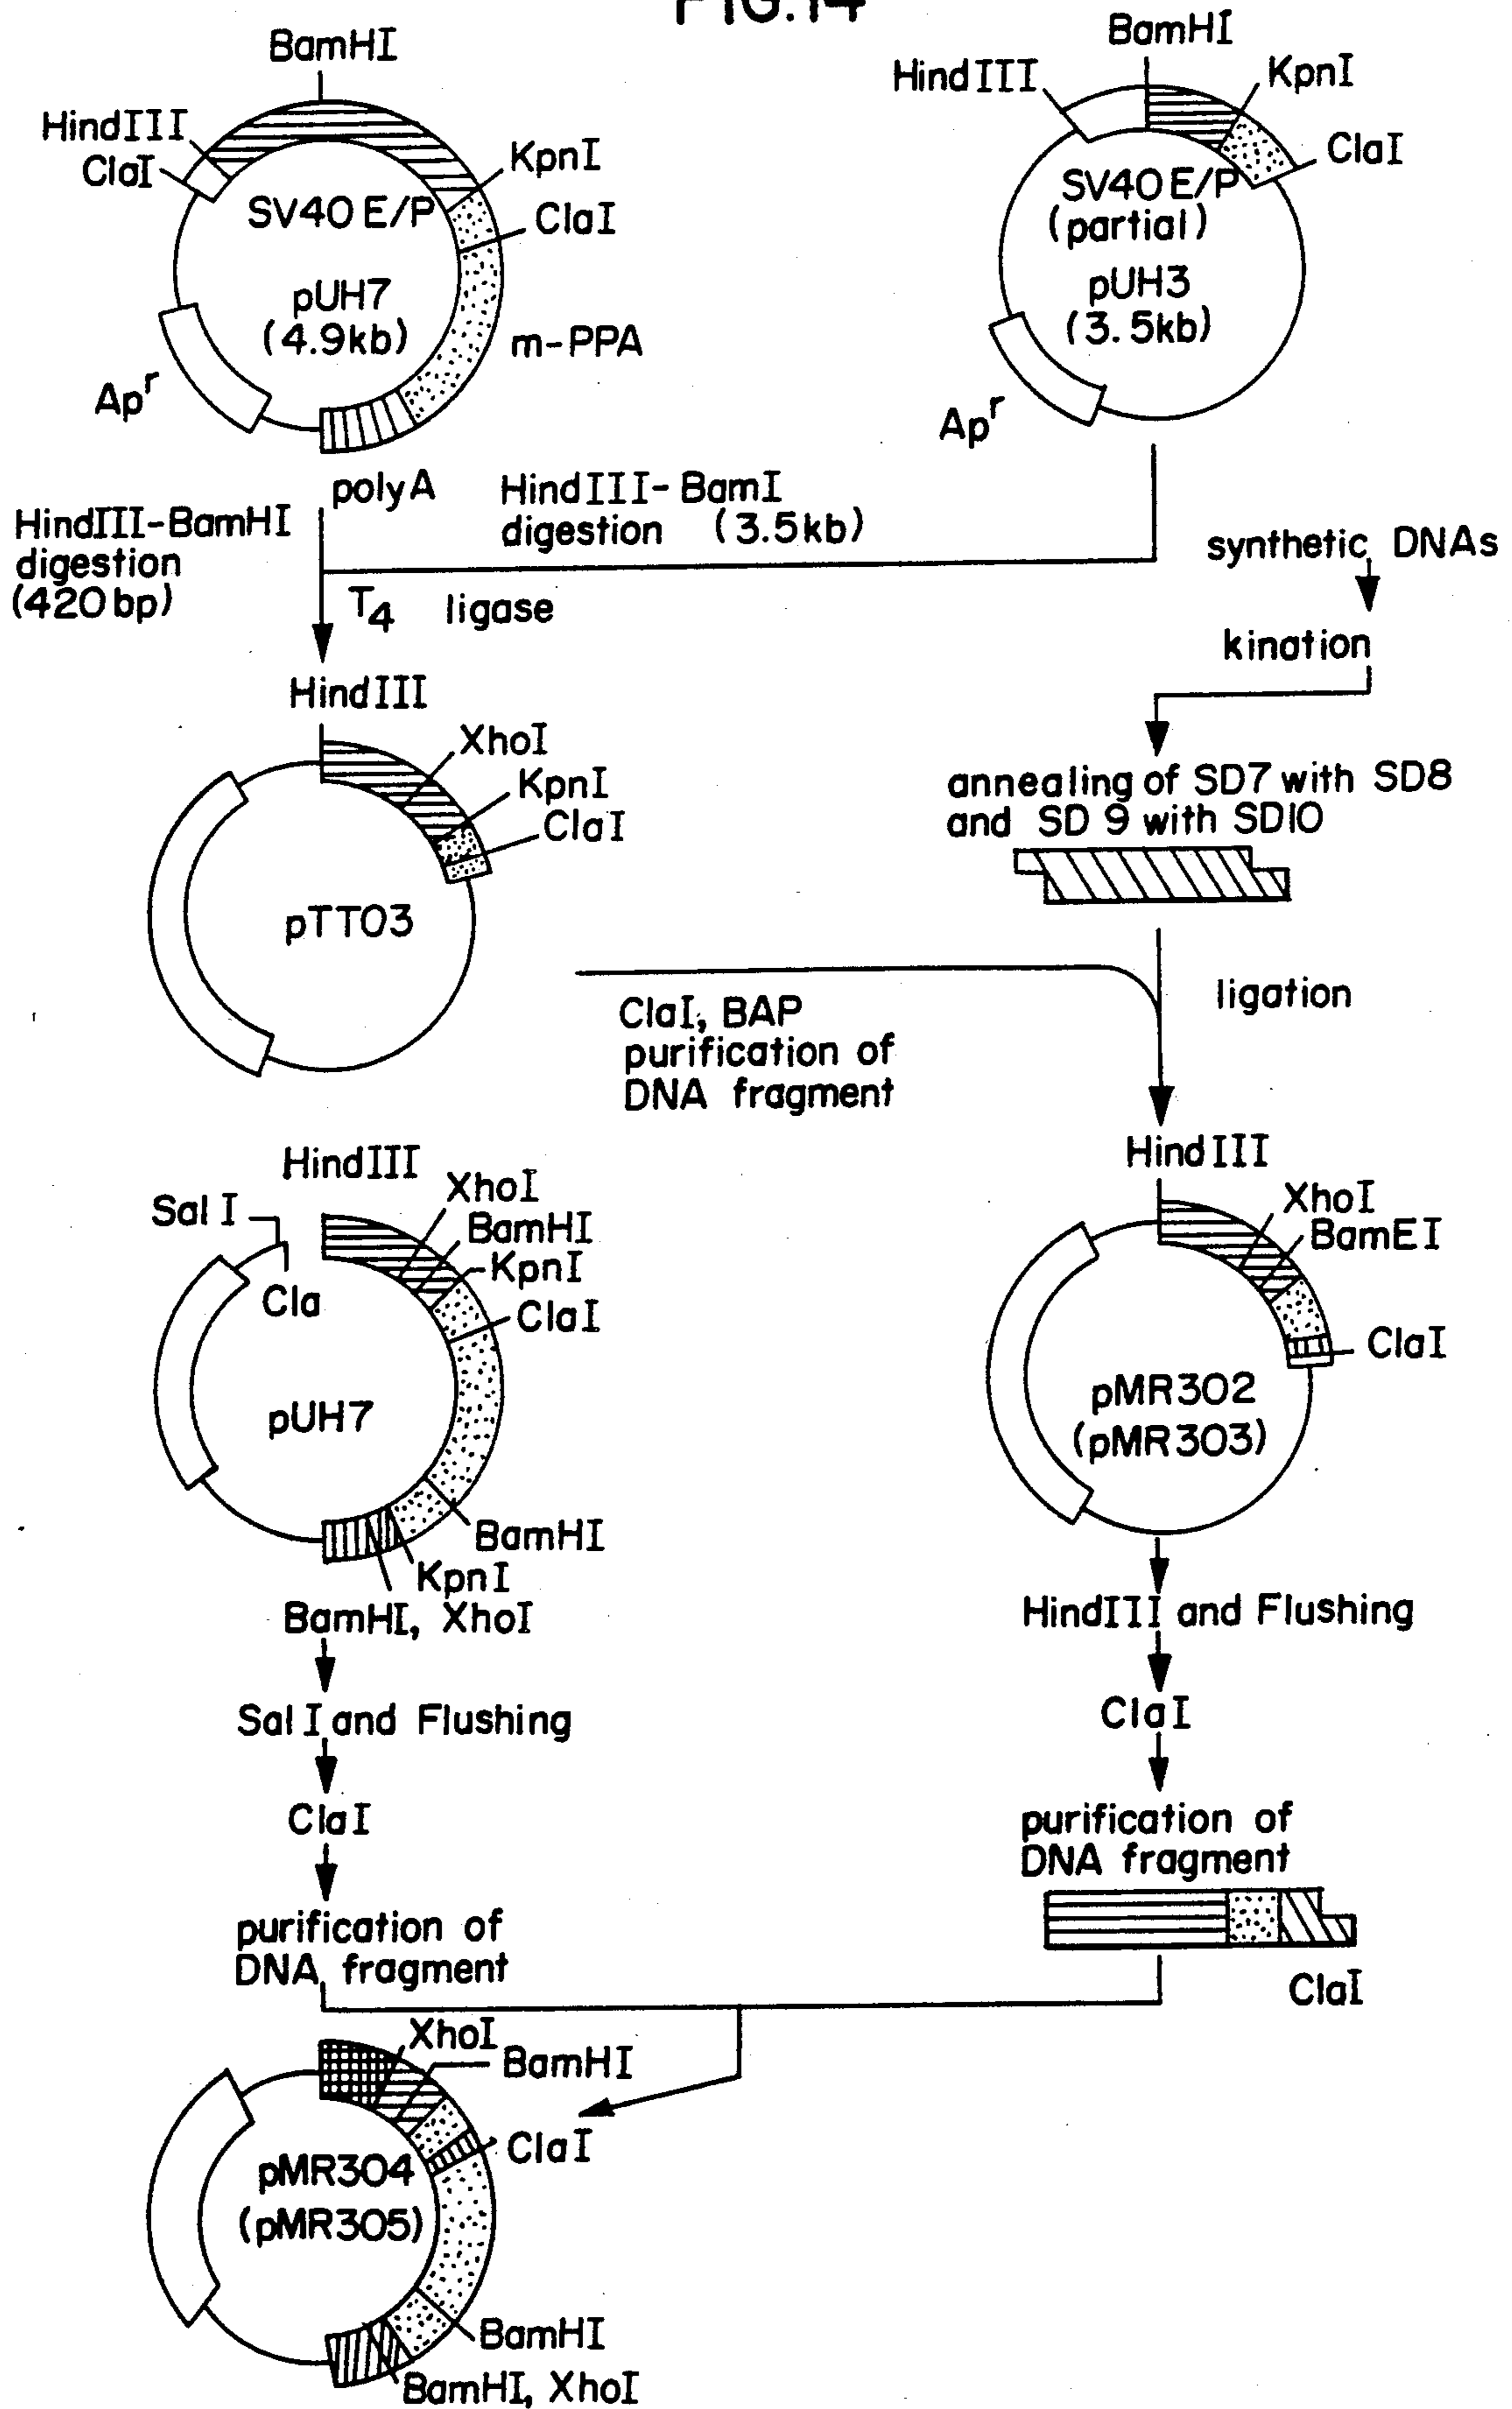 FIG.14
BamHI
HindIII
ClaI
KpnI
ClaI
SV40 E/P
pUH7
(4.9kb)
m-PPA
Apr
polyA
BamHI
HindIII
KpnI
ClaI
SV40 E/P
(partial)
pUH3
(3.5kb)
Apr
HindIII-BamHI
digestion
(420bp)
HindIII-BamI
digestion (3.5kb)
T4 ligase
synthetic DNAs
kination
annealing of SD7 with SD8
and SD 9 with SD10
HindIII
XhoI
KpnI
ClaI
pTT03
ClaI, BAP
purification of
DNA fragment
ligation
HindIII
Sal I
Cla
XhoI
BamHI
KpnI
ClaI
pUH7
BamHI
KpnI
BamHI, XhoI
Sal I and Flushing
ClaI
purification of
DNA fragment
HindIII
XhoI
BamEI
ClaI
pMR302
(pMR303)
HindIII and Flushing
ClaI
purification of
DNA fragment
ClaI
XhoI
BamHI
ClaI
pMR304
(pMR305)
BamHI
BamHI, XhoI